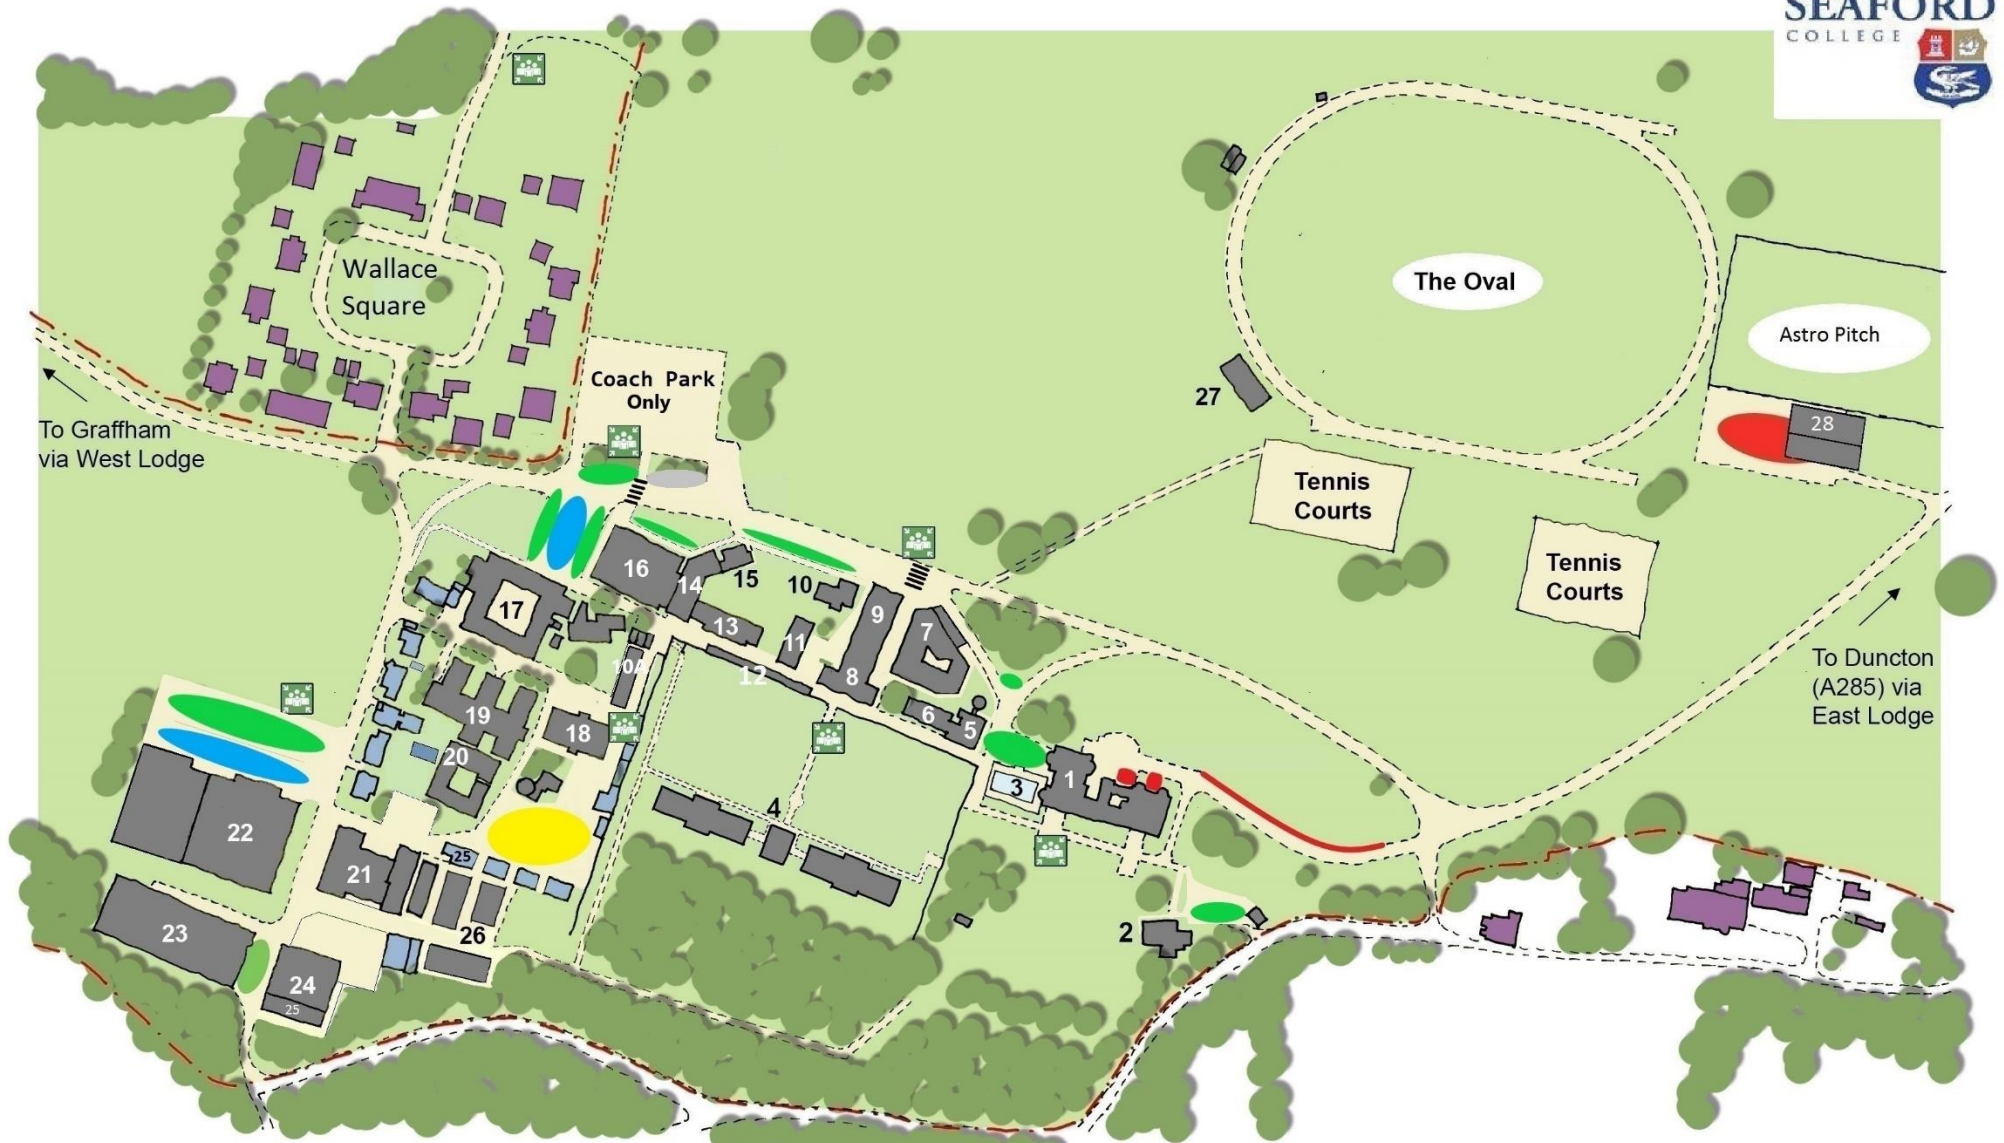 SEAFORD
COLLEGE
Wallace
Square
The Oval
Astro Pitch
Coach Park
Only
27
28
To Graffham
via West Lodge
Tennis
Courts
Tennis
Courts
16
14
15
10
9
17
13
11
7
10A
12
8
To Duncton
(A285) via
East Lodge
19
18
6
5
20
1
3
4
22
21
25
23
26
2
24
25